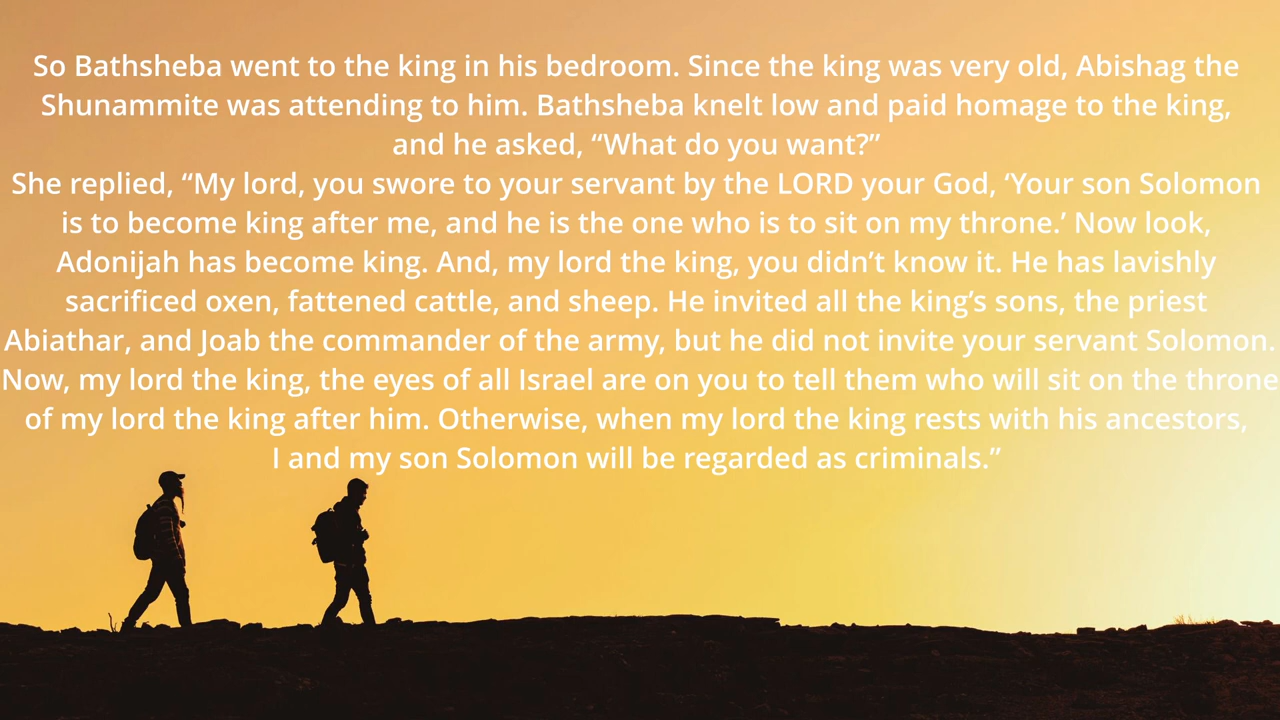 So Bathsheba went to the king in his bedroom. Since the king was very old, Abishag the
Shunammite was attending to him. Bathsheba knelt low and paid homage to the king,
and he asked, “What do you want?”
She replied, “My lord, you swore to your servant by the LORD your God, ‘Your son Solomon
is to become king after me, and he is the one who is to sit on my throne.’ Now look,
Adonijah has become king. And, my lord the king, you didn’t know it. He has lavishly
sacrificed oxen, fattened cattle, and sheep. He invited all the king’s sons, the priest
Abiathar, and Joab the commander of the army, but he did not invite your servant Solomon.
Now, my lord the king, the eyes of all Israel are on you to tell them who will sit on the throne
of my lord the king after him. Otherwise, when my lord the king rests with his ancestors,
I and my son Solomon will be regarded as criminals.”